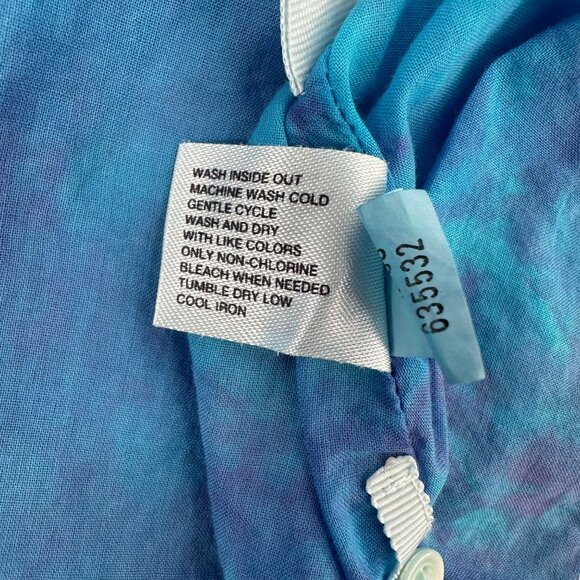 WASH INSIDE OUT
MACHINE WASH COLD
GENTLE CYCLE
WASH AND DRY
WITH LIKE COLORS
ONLY NON-CHLORINE
BLEACH WHEN NEEDED
TUMBLE DRY LOW
COOL IRON
635532